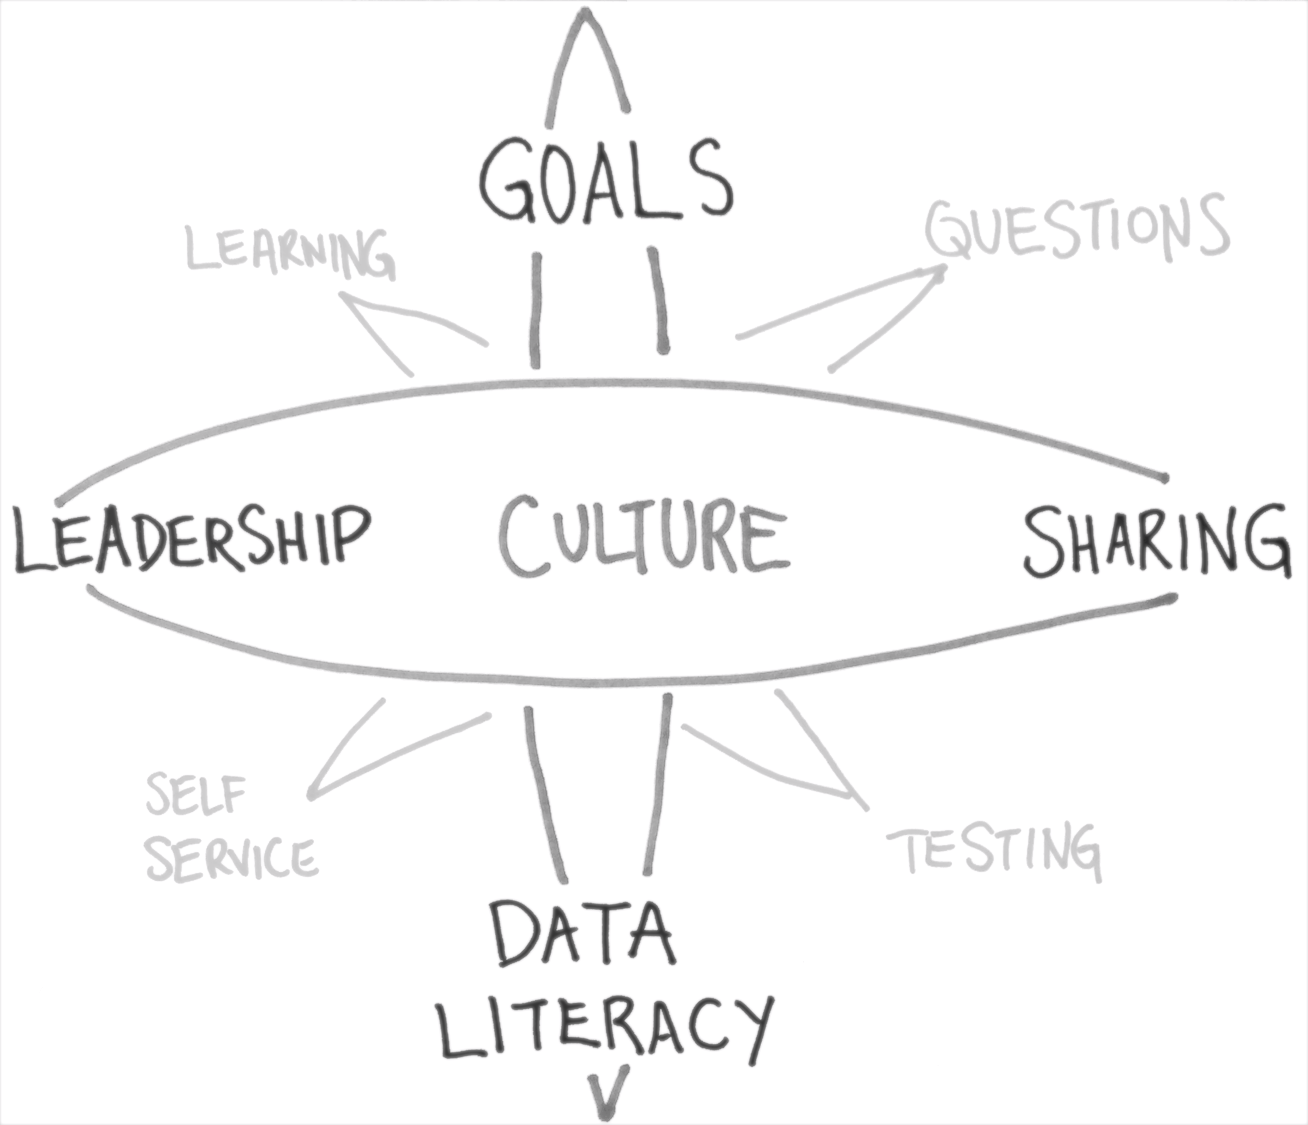 GOALS
LEARNING
QUESTIONS
LEADERSHIP
CULTURE
SHARING
SELF
SERVICE
TESTING
DATA
LITERACY